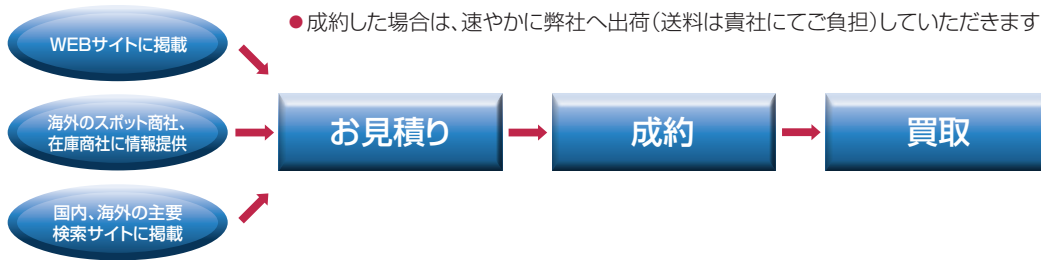 ●成約した場合は、速やかに弊社へ出荷(送料は貴社にてご負担)していただきます
WEBサイトに掲載
海外のスポット商社、
在庫商社に情報提供
国内、海外の主要
検索サイトに掲載
お見積り
成約
買取